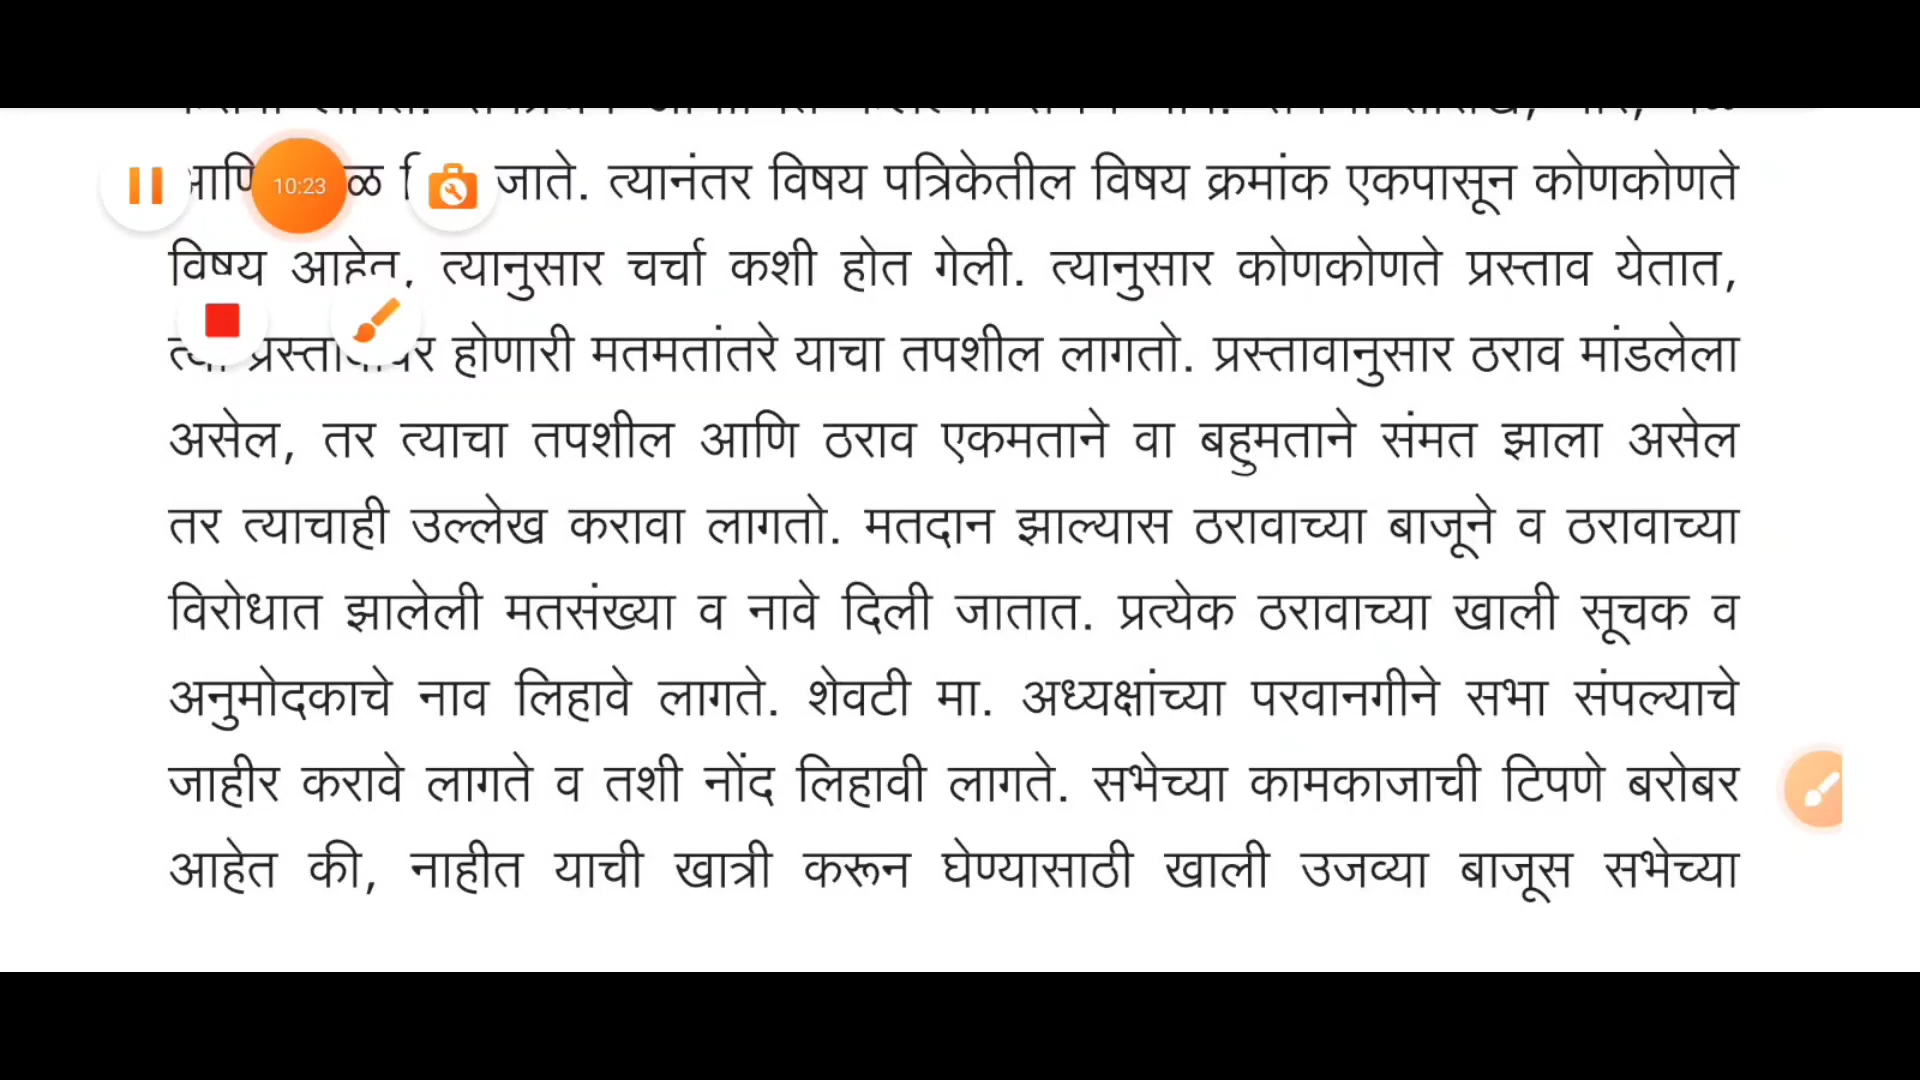 10:23
जाते. त्यानंतर विषय पत्रिकेतील विषय क्रमांक एकपासून कोणकोणते
विषय आहेत, त्यानुसार चर्चा कशी होत गेली. त्यानुसार कोणकोणते प्रस्ताव येतात,
होणारी मतमतांतरे याचा तपशील लागतो. प्रस्तावानुसार ठराव मांडलेला
असेल, तर त्याचा तपशील आणि ठराव एकमताने वा बहुमताने संमत झाला असेल
तर त्याचाही उल्लेख करावा लागतो. मतदान झाल्यास ठरावाच्या बाजूने व ठरावाच्या
विरोधात झालेली मतसंख्या व नावे दिली जातात. प्रत्येक ठरावाच्या खाली सूचक व
अनुमोदकाचे नाव लिहावे लागते. शेवटी मा. अध्यक्षांच्या परवानगीने सभा संपल्याचे
जाहीर करावे लागते व तशी नोंद लिहावी लागते. सभेच्या कामकाजाची टिपणे बरोबर
आहेत की, नाहीत याची खात्री करून घेण्यासाठी खाली उजव्या बाजूस सभेच्या